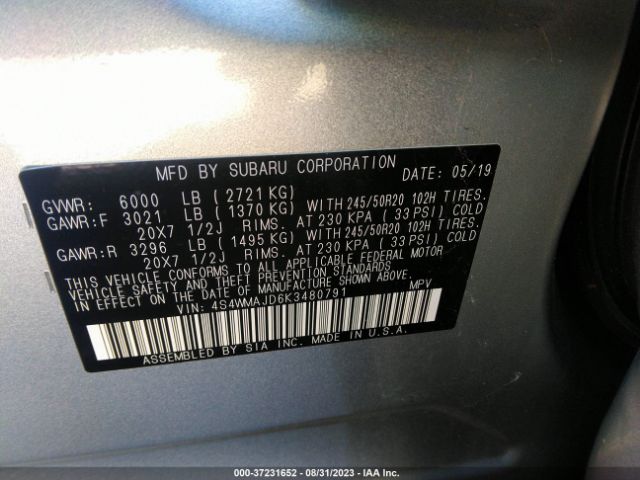 MFD BY SUBARU CORPORATION DATE: 05/19
GVWR: 6000 LB (2721 KG)
GAWR:F 3021 LB (1370 KG) WITH 245/50R20 102H TIRES.
20X7 1/2J RIMS. AT 230 KPA (33 PSI) COLD
GAWR:R 3296 LB (1495 KG) WITH 245/50R20 102H TIRES.
20X7 1/2J RIMS. AT 230 KPA (33 PSI) COLD
THIS VEHICLE CONFORMS TO ALL APPLICABLE FEDERAL MOTOR
VEHICLE SAFETY AND BUMPER STANDARDS IN EFFECT ON THE
DATE OF MANUFACTURE SHOWN ABOVE.
VIN: 4S4WMAJD6K3480791 MPV
ASSEMBLED BY SIA INC. MADE IN U.S.A.
000-37231652 - 08/31/2023 - IAA Inc.